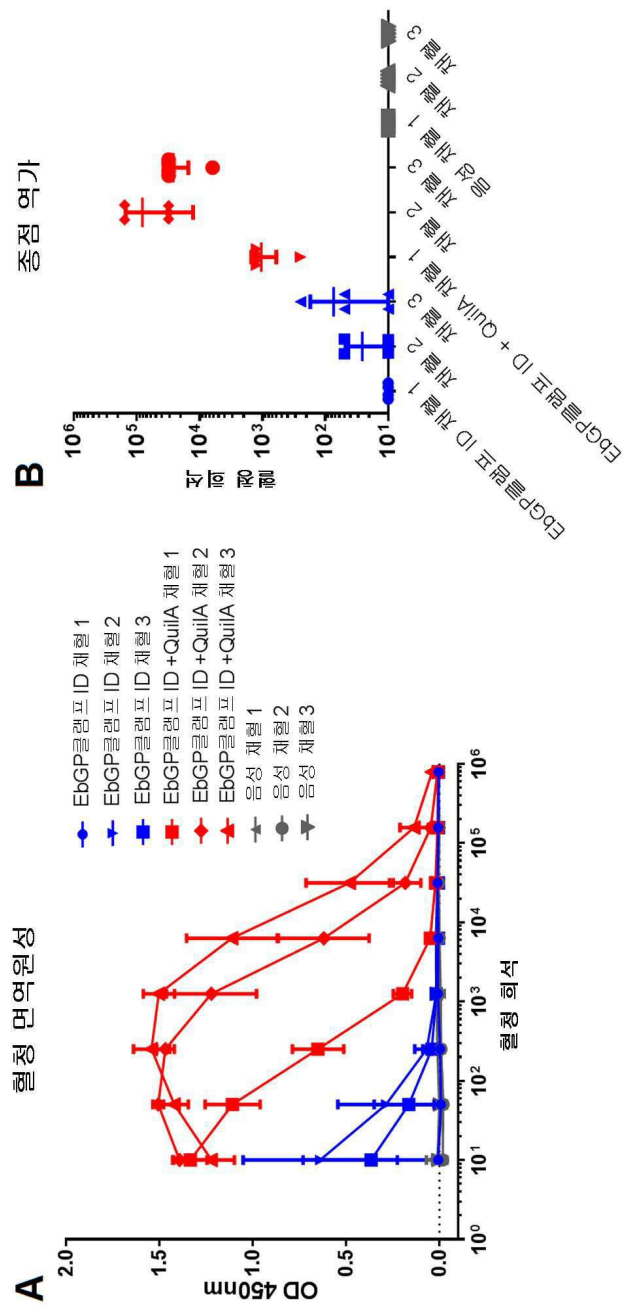 A
혈청 면역원성
OD 450nm
2.0
1.5
1.0
0.5
0.0
10⁰
10¹
10²
10³
10⁴
10⁵
10⁶
혈청 희석
EbGP클램프 ID 채혈 1
EbGP클램프 ID 채혈 2
EbGP클램프 ID 채혈 3
EbGP클램프 ID +QuilA 채혈 1
EbGP클램프 ID +QuilA 채혈 2
EbGP클램프 ID +QuilA 채혈 3
음성 채혈 1
음성 채혈 2
음성 채혈 3
B
종점 역가
혈청 희석
10⁶
10⁵
10⁴
10³
10²
10¹
EbGP클램프 ID 채혈 1
채혈 2
채혈 3
EbGP클램프 ID + QuilA 채혈 1
채혈 2
채혈 3
음성 채혈 1
채혈 2
채혈 3